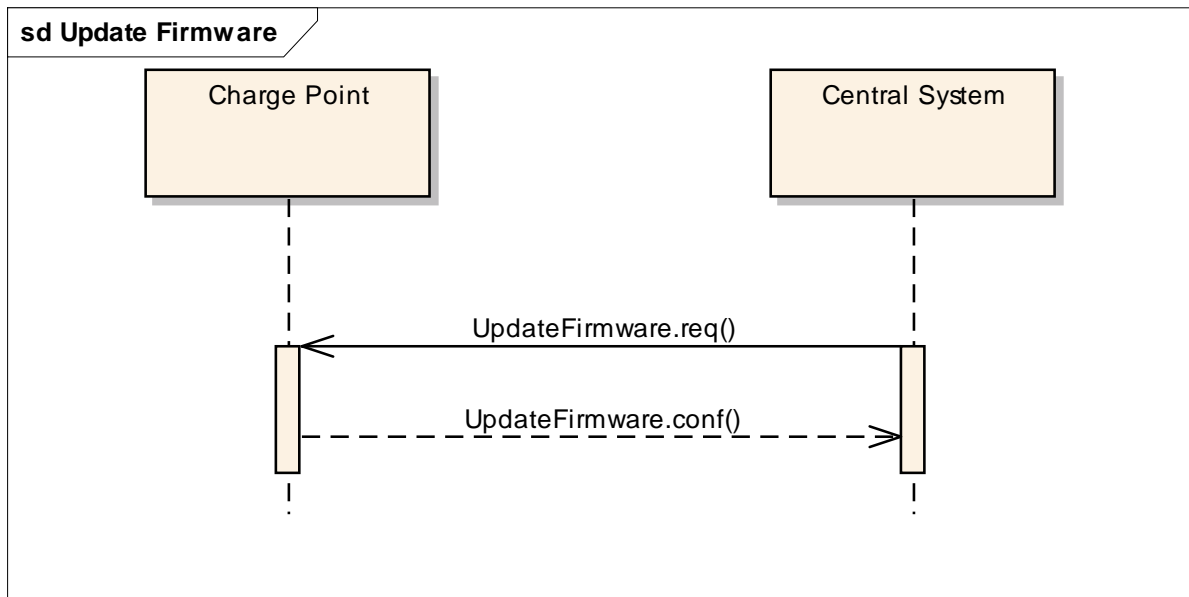 sd Update Firmware
Charge Point
Central System
UpdateFirmware.req()
UpdateFirmware.conf()